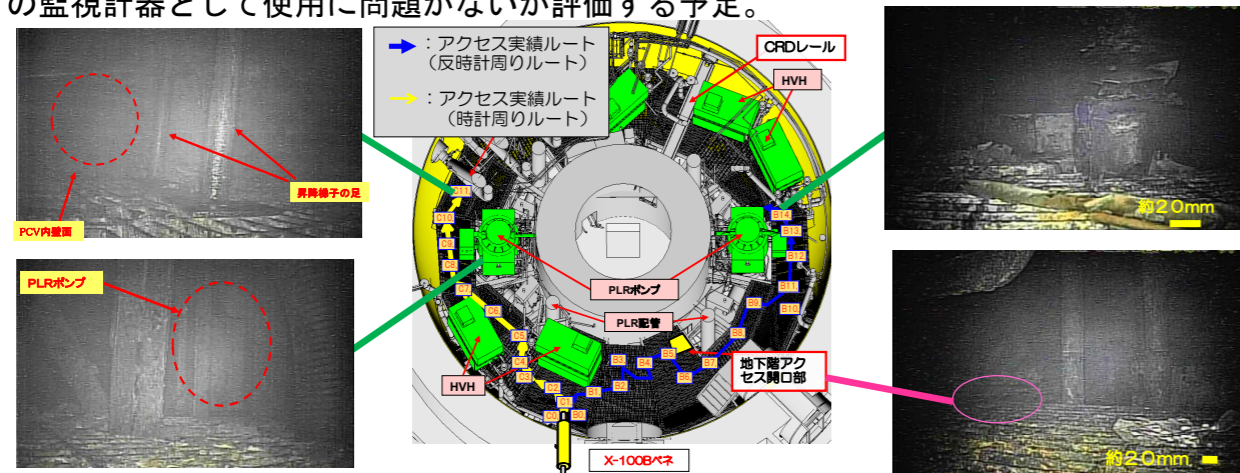 の監視計器として使用に問題がないか評価する予定。
：アクセス実績ルート
（反時計周りルート）
：アクセス実績ルート
（時計周りルート）
CRDレール
HVH
昇降梯子の足
PCV内壁面
約20mm
C11.
C10.
C9.
C8.
C7.
C6.
C5.
C4.
C3.
C2.
C1.
C0.
B0.
B1.
B2.
B3.
B4.
B5.
B6.
B7.
B8.
B9.
B10.
B11.
B12.
B13.
B14.
PLRポンプ
PLRポンプ
PLR配管
HVH
地下階アク
セス開口部
X-100Bペネ
約20mm